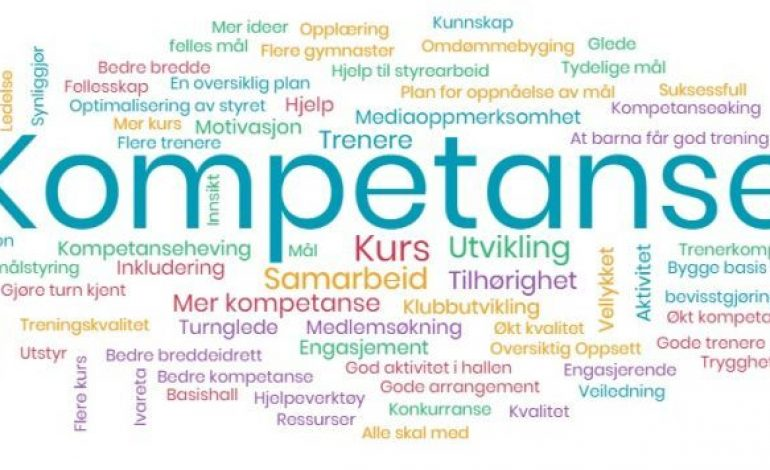 Mer ideer
Opplæring
Kunnskap
felles mål
Flere gymnaster
Omdømmebyging
Glede
Bedre bredde
Hjelp til styrearbeid
Tydelige mål
Ledelse
Synliggjør
Fellesskap
En oversiklig plan
Plan for oppnåelse av mål
Suksessfull
Optimalisering av styret
Hjelp
Mediaoppmerksomhet
Kompetanseøking
Mer kurs
Motivasjon
Trenere
At barna får god trening
Flere trenere
Kompetanse
Innsikt
on
Kompetanseheving
Mål
Kurs
Utvikling
Vellykket
Aktivitet
Trenerkomp
målstyring
Inkludering
Samarbeid
Tilhørighet
Bygge basis
Gjøre turn kjent
Mer kompetanse
Klubbutvikling
bevisstgjøring
Treningskvalitet
Turnglede
Medlemsøkning
Økt kvalitet
Økt kompeta
Utstyr
Flere kurs
Ivareta
Bedre breddeidrett
Engasjement
Oversiktig Oppsett
Gode trenere
Bedre kompetanse
God aktivitet i hallen
Engasjerende
Trygghet
Basishall
Hjelpeverktøy
Gode arrangement
Veiledning
Ressurser
Konkurranse
Kvalitet
Alle skal med